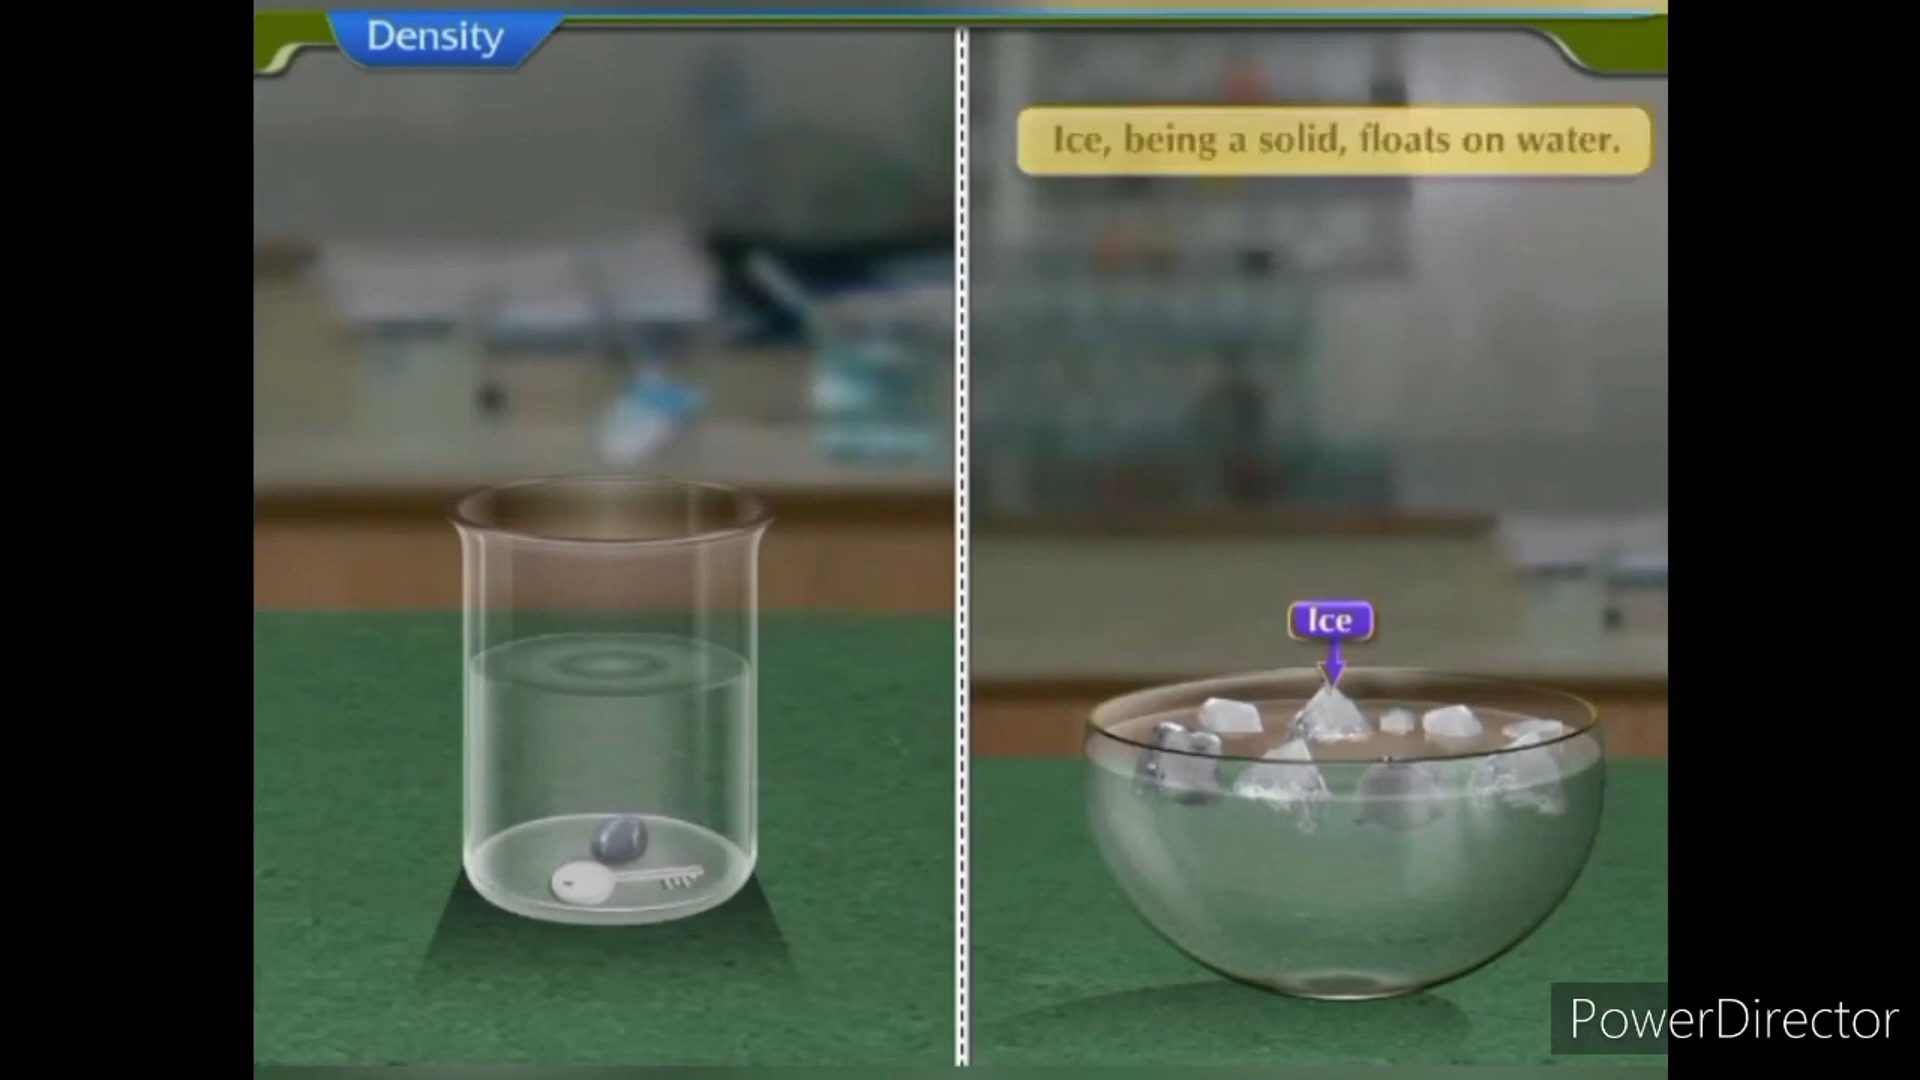 Density
Ice, being a solid, floats on water.
Ice
PowerDirector